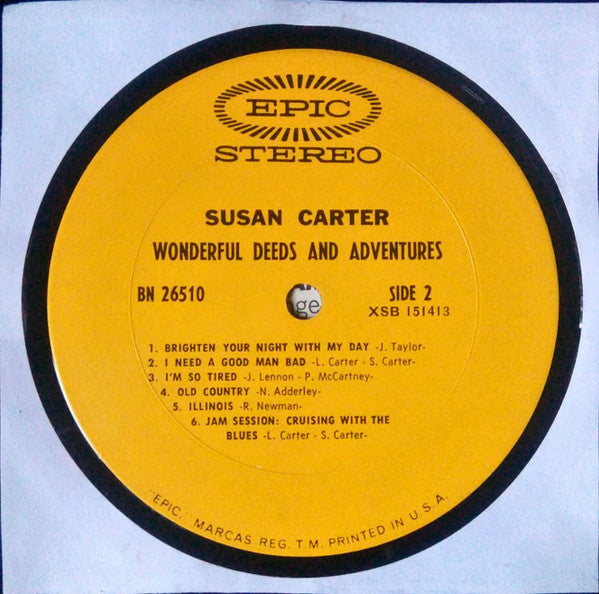 EPIC
STEREO
SUSAN CARTER
WONDERFUL DEEDS AND ADVENTURES
BN 26510
SIDE 2
XSB 151413
ge
1. BRIGHTEN YOUR NIGHT WITH MY DAY -J. Taylor-
2. I NEED A GOOD MAN BAD -L. Carter - S. Carter-
3. I'M SO TIRED -J. Lennon - P. McCartney-
4. OLD COUNTRY -N. Adderley-
5. ILLINOIS -R. Newman-
6. JAM SESSION: CRUISING WITH THE
BLUES -L. Carter - S. Carter-
"EPIC," MARCAS REG. T.M. PRINTED IN U.S.A.